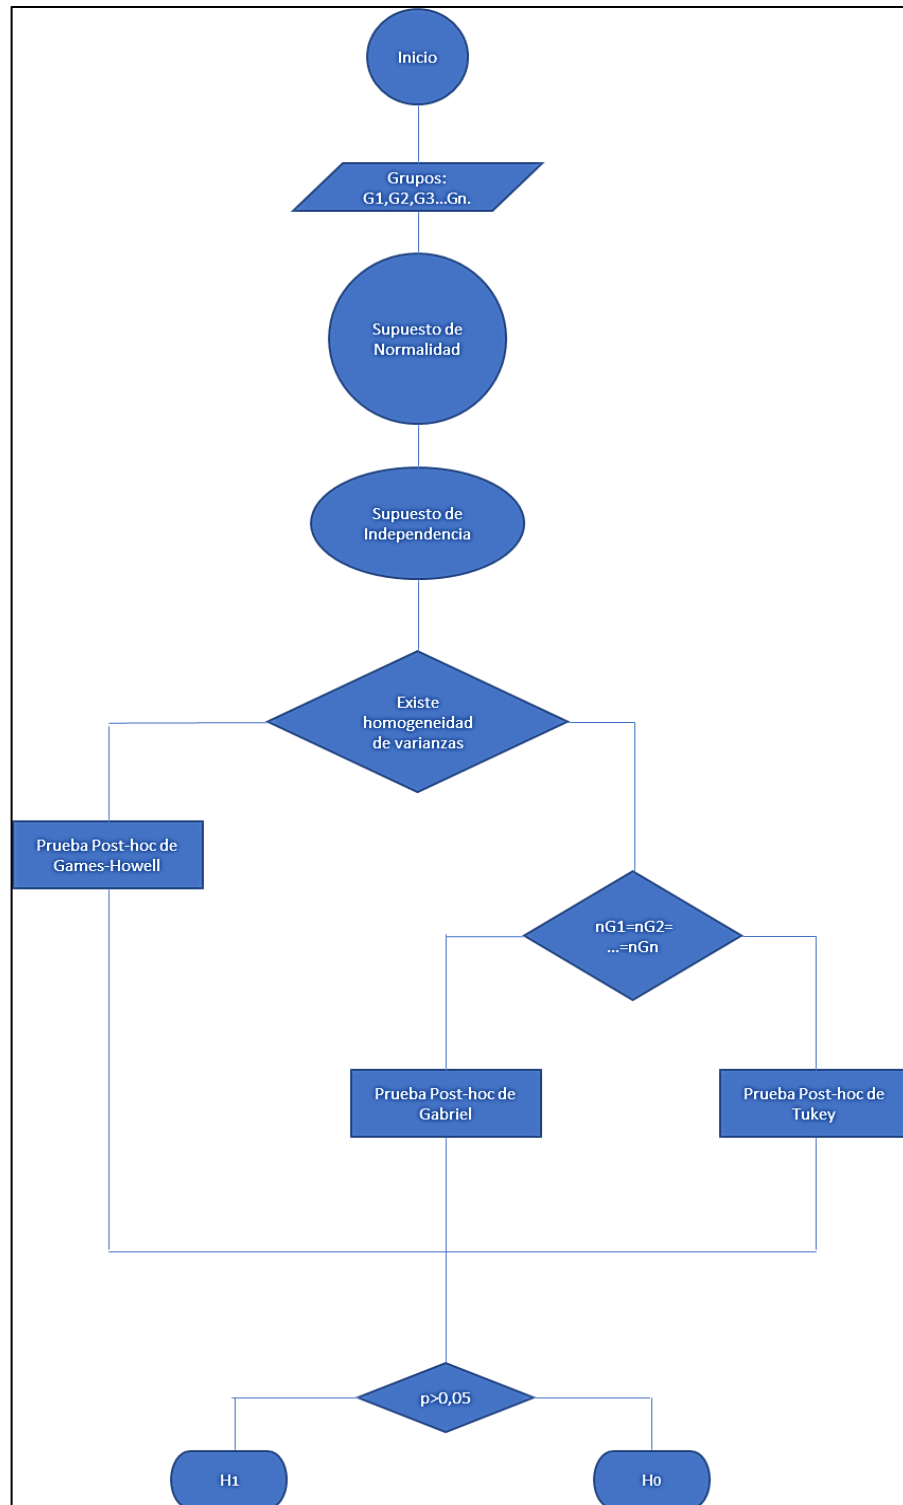 Inicio
Grupos:
G1,G2,G3...Gn.
Supuesto de
Normalidad
Supuesto de
Independencia
Existe
homogeneidad
de varianzas
Prueba Post-hoc de
Games-Howell
nG1=nG2=
...=nGn
Prueba Post-hoc de
Gabriel
Prueba Post-hoc de
Tukey
p>0,05
H1
H0